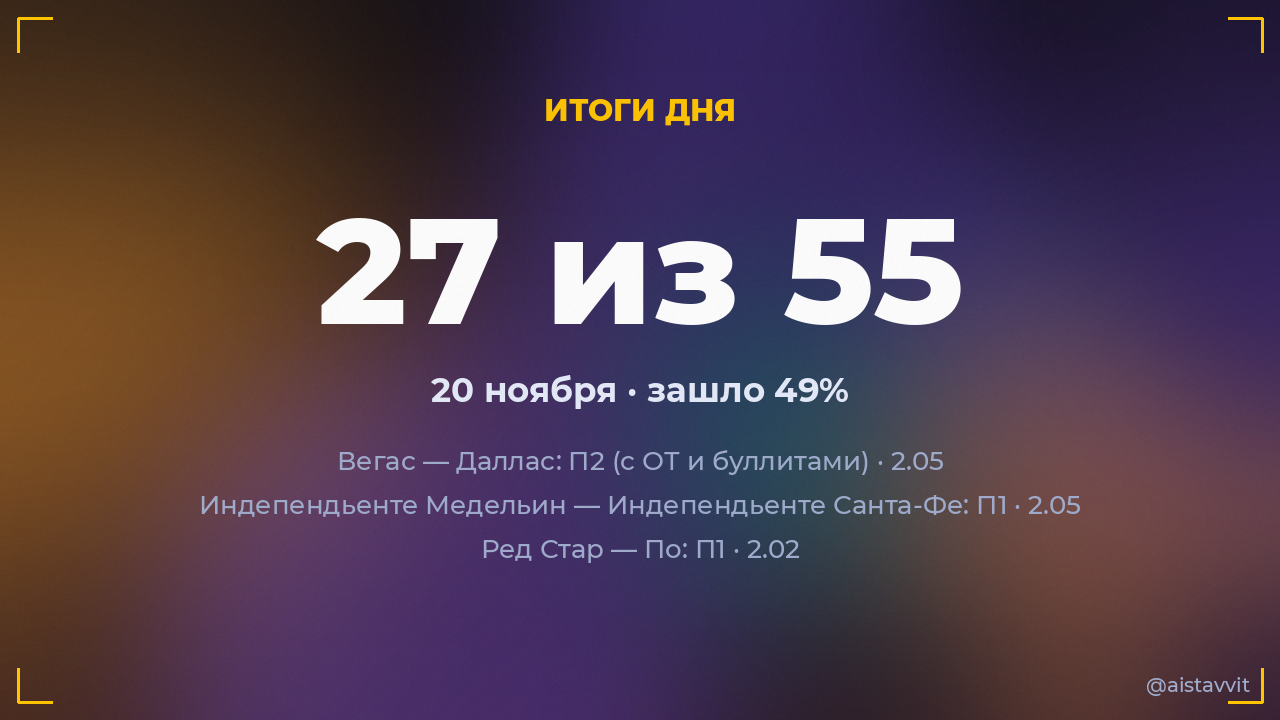 ИТОГИ ДНЯ
27 из 55
20 ноября · зашло 49%
Вегас — Даллас: П2 (с ОТ и буллитами) · 2.05
Индепендьенте Медельин — Индепендьенте Санта-Фе: П1 · 2.05
Ред Стар — По: П1 · 2.02
@aistavvit